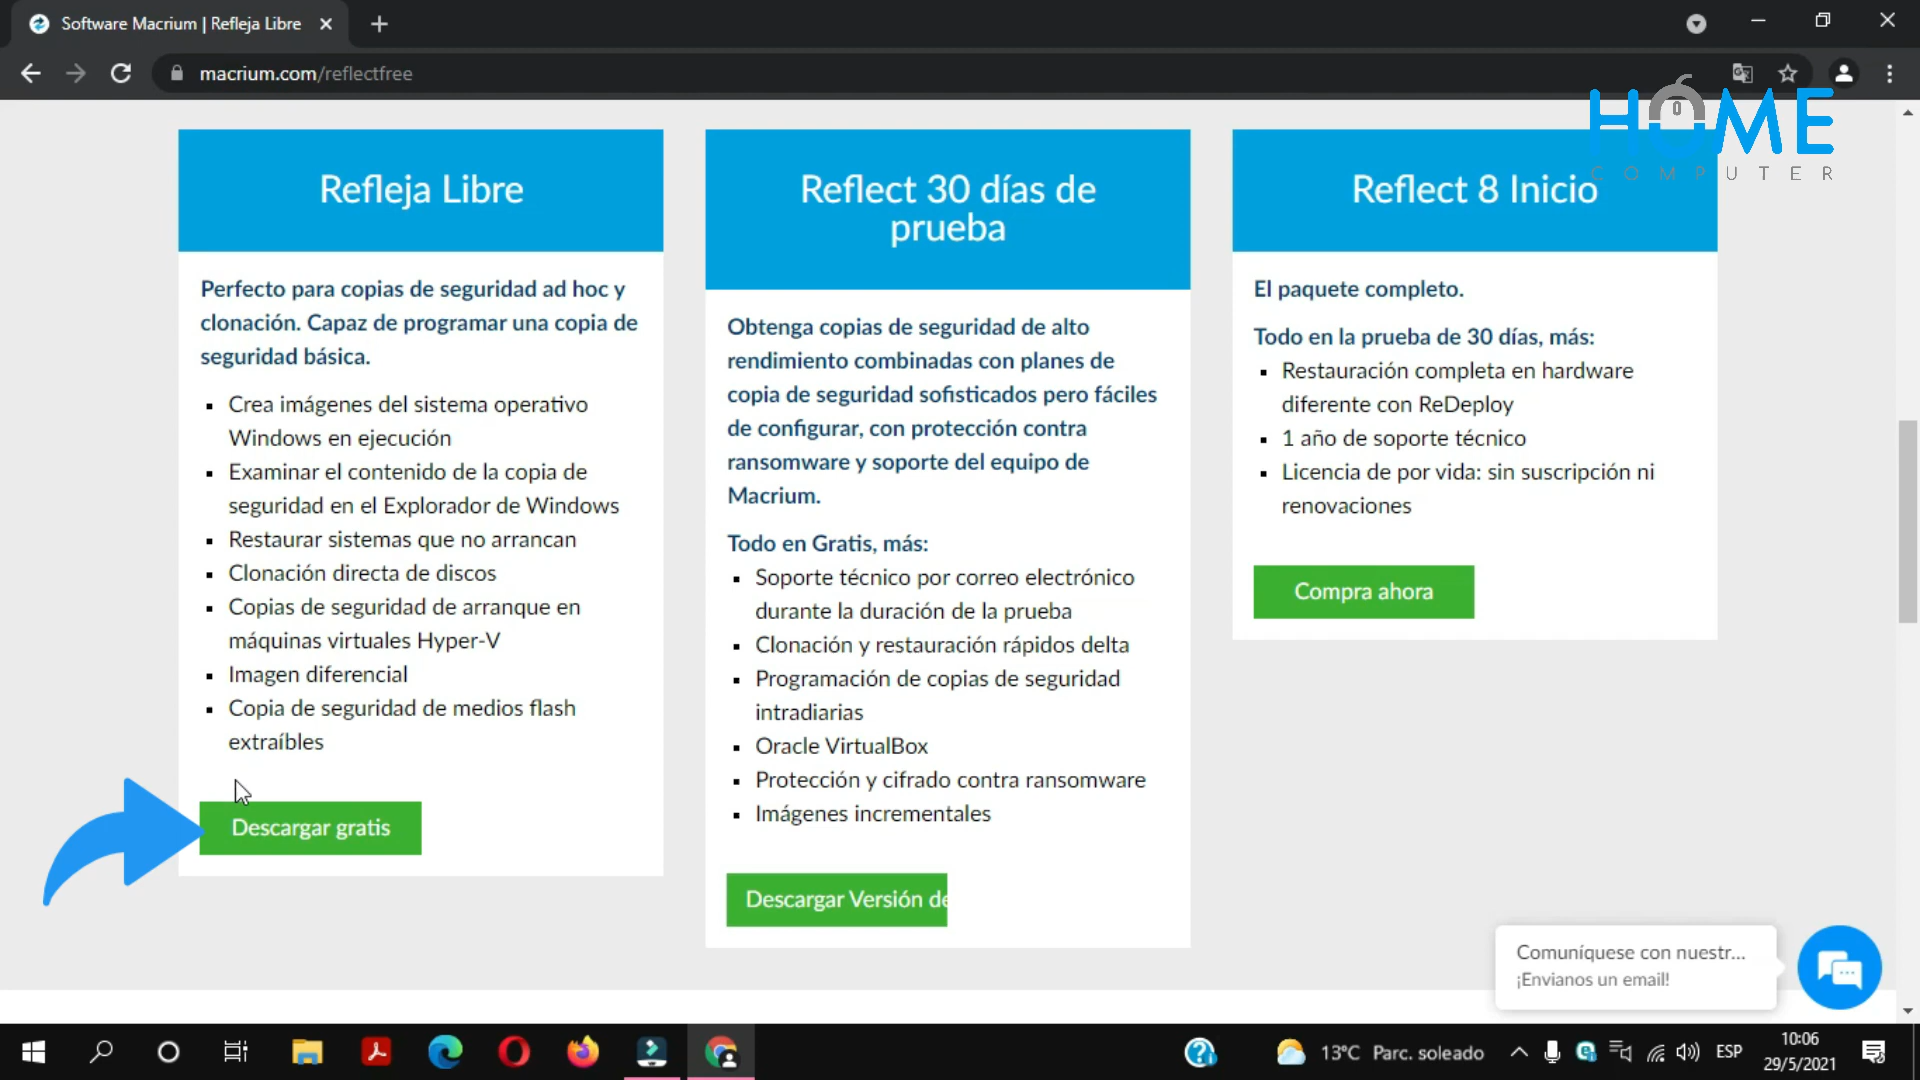 Software Macrium | Refleja Libre
macrium.com/reflectfree
HOME
COMPUTER
Refleja Libre
Perfecto para copias de seguridad ad hoc y
clonación. Capaz de programar una copia de
seguridad básica.
Crea imágenes del sistema operativo
Windows en ejecución
Examinar el contenido de la copia de
seguridad en el Explorador de Windows
Restaurar sistemas que no arrancan
Clonación directa de discos
Copias de seguridad de arranque en
máquinas virtuales Hyper-V
Imagen diferencial
Copia de seguridad de medios flash
extraíbles
Descargar gratis
Reflect 30 días de
prueba
Obtenga copias de seguridad de alto
rendimiento combinadas con planes de
copia de seguridad sofisticados pero fáciles
de configurar, con protección contra
ransomware y soporte del equipo de
Macrium.
Todo en Gratis, más:
Soporte técnico por correo electrónico
durante la duración de la prueba
Clonación y restauración rápidos delta
Programación de copias de seguridad
intradiarias
Oracle VirtualBox
Protección y cifrado contra ransomware
Imágenes incrementales
Descargar Versión de
Reflect 8 Inicio
El paquete completo.
Todo en la prueba de 30 días, más:
Restauración completa en hardware
diferente con ReDeploy
1 año de soporte técnico
Licencia de por vida: sin suscripción ni
renovaciones
Compra ahora
Comuníquese con nuestr...
¡Envianos un email!
13°C Parc. soleado
ESP
10:06
29/5/2021